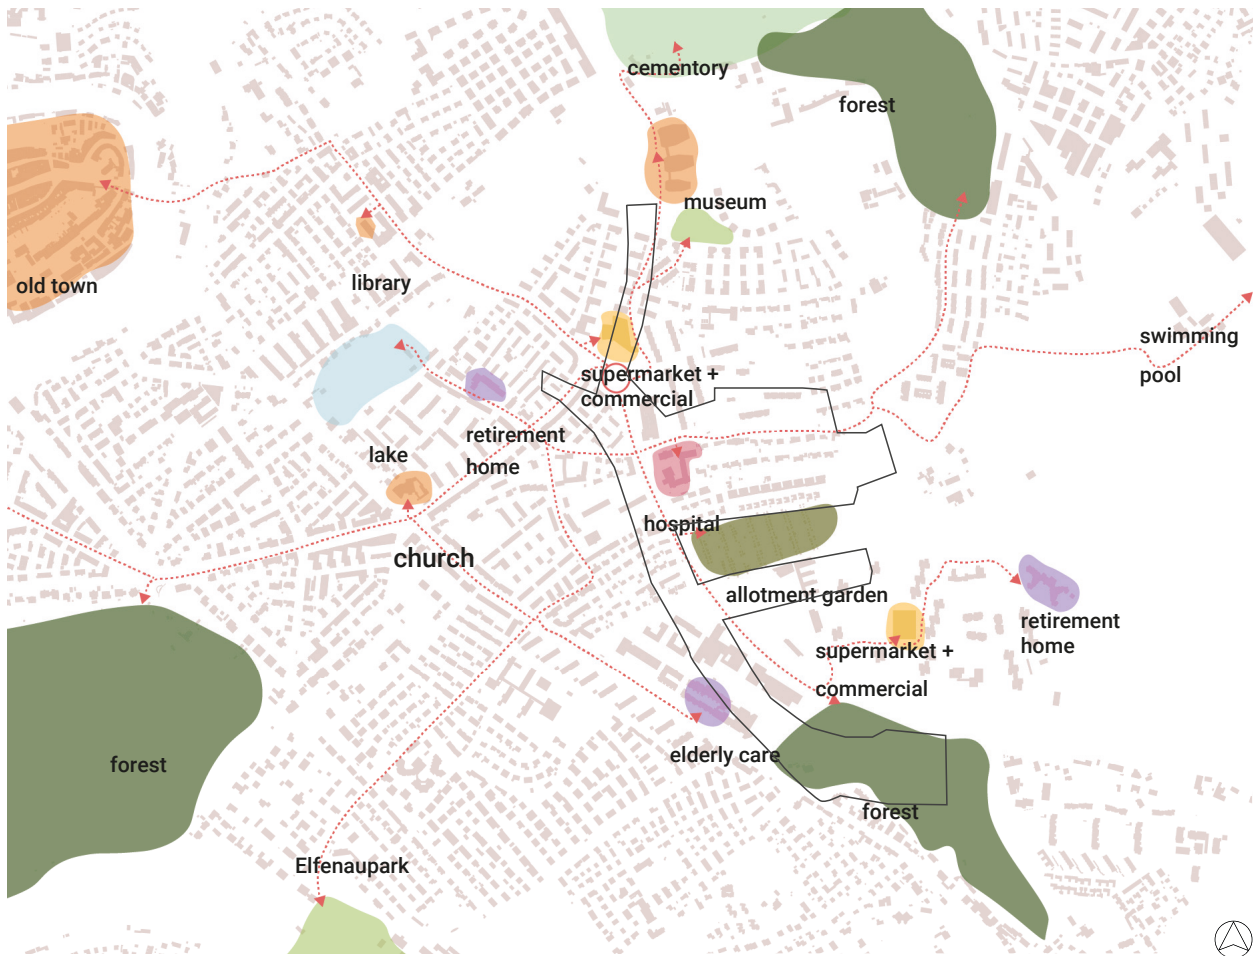 cementory
forest
museum
old town
library
swimming
pool
supermarket +
commercial
retirement
home
lake
hospital
church
allotment garden
retirement
home
supermarket +
commercial
elderly care
forest
forest
Elfenaupark